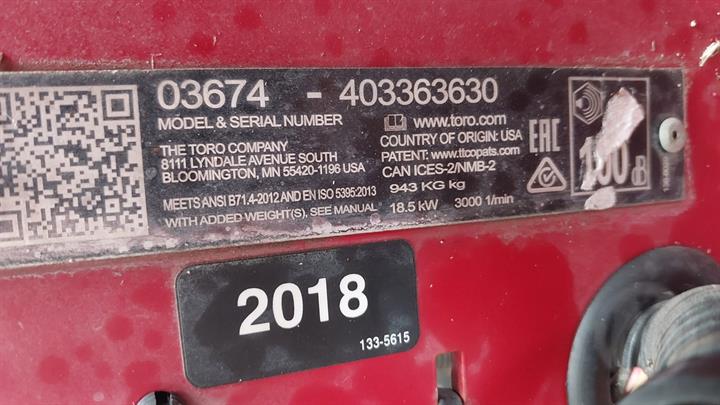 03674 - 403363630
MODEL & SERIAL NUMBER
THE TORO COMPANY
8111 LYNDALE AVENUE SOUTH
BLOOMINGTON, MN 55420-1196 USA
MEETS ANSI B71.4-2012 AND EN ISO 5395:2013
WITH ADDED WEIGHT(S), SEE MANUAL
www.toro.com
COUNTRY OF ORIGIN: USA
PATENT: www.ttcopats.com
CAN ICES-2/NMB-2
943 KG kg
18.5 kW 3000 1/min
EAC
dB
2018
133-5615